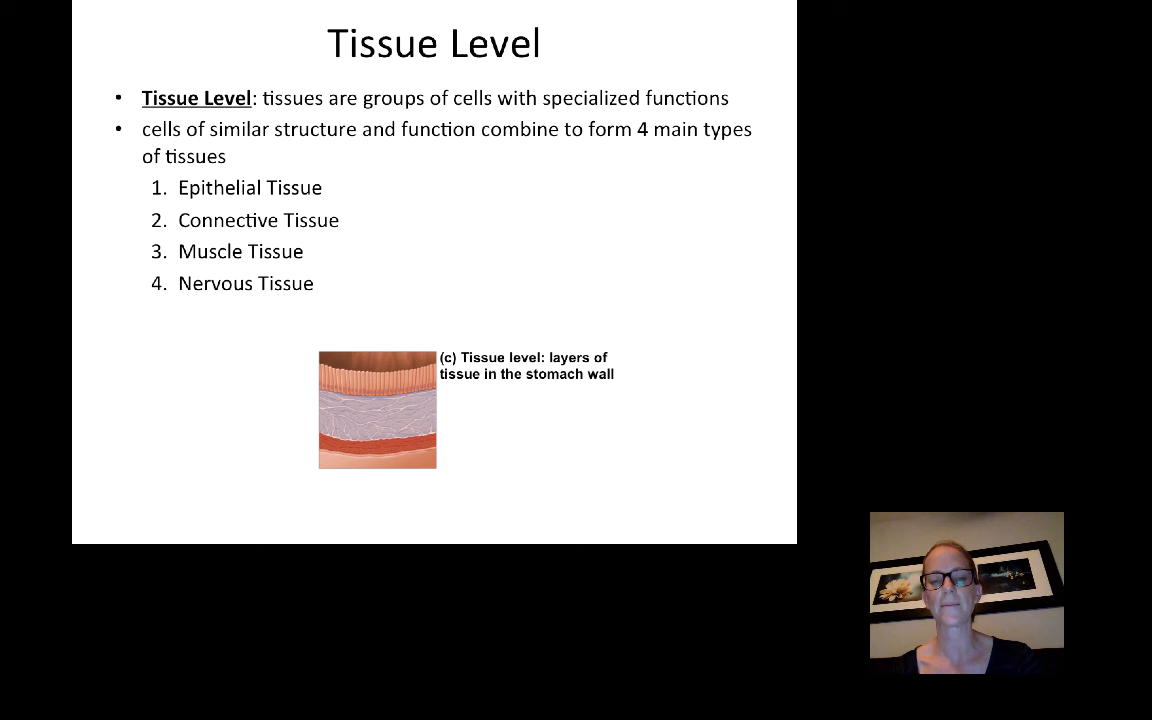 Tissue Level
• Tissue Level: tissues are groups of cells with specialized functions
• cells of similar structure and function combine to form 4 main types
of tissues
1. Epithelial Tissue
2. Connective Tissue
3. Muscle Tissue
4. Nervous Tissue
(c) Tissue level: layers of
tissue in the stomach wall